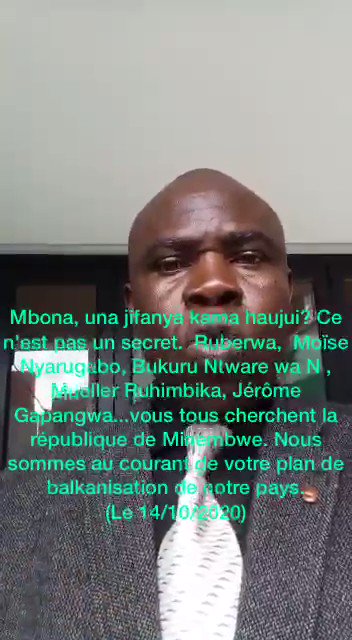 Mbona, una jifanya kama haujui? Ce
n'est pas un secret. Ruberwa, Moïse
Nyarugabo, Bukuru Ntware wa N ,
Mueller Ruhimbika, Jérôme
Gapangwa...vous tous cherchent la
république de Minembwe. Nous
sommes au courant de votre plan de
balkanisation de notre pays.
(Le 14/10/2020)